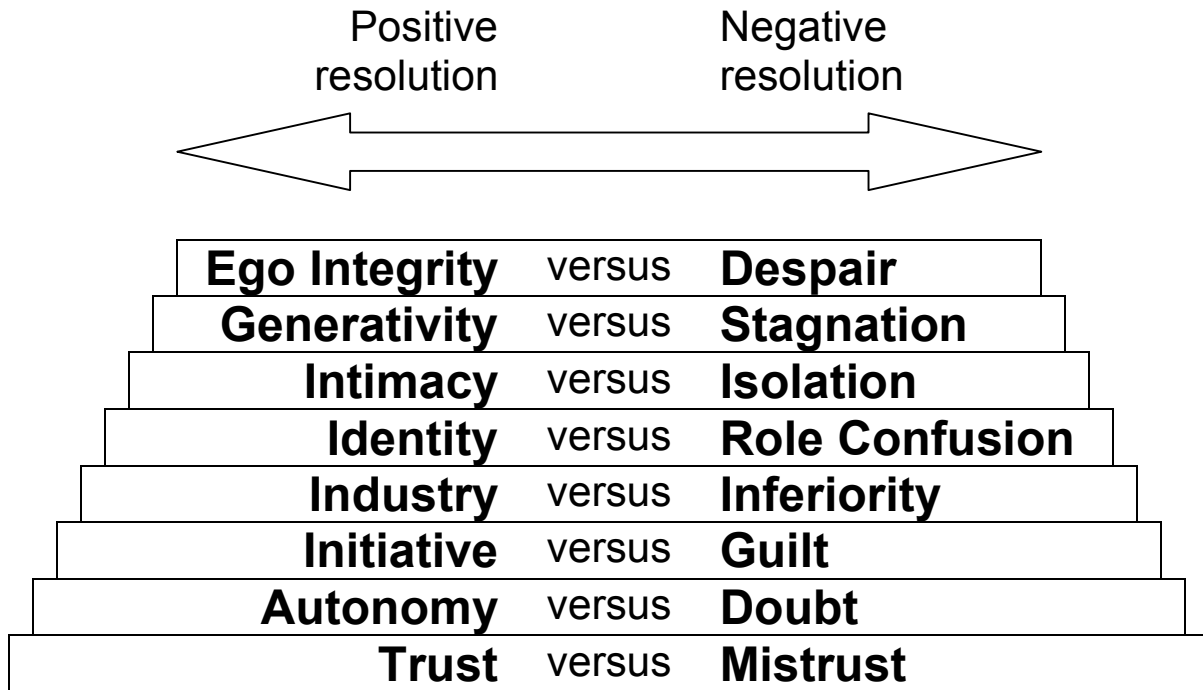 Positive resolution
Negative resolution
Ego Integrity versus Despair
Generativity versus Stagnation
Intimacy versus Isolation
Identity versus Role Confusion
Industry versus Inferiority
Initiative versus Guilt
Autonomy versus Doubt
Trust versus Mistrust